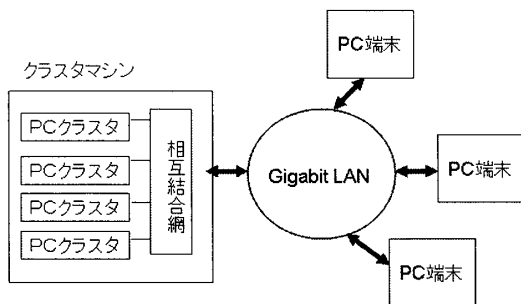 PC端末
クラスタマシン
PCクラスタ
PCクラスタ
PCクラスタ
PCクラスタ
相互結合網
Gigabit LAN
PC端末
PC端末